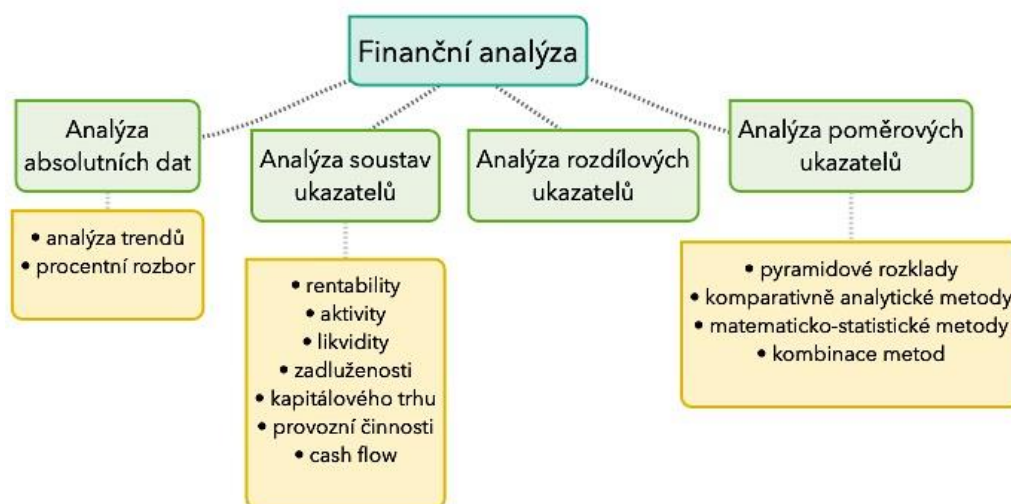 Finanční analýza
Analýza
absolutních dat
• analýza trendů
• procentní rozbor
Analýza soustav
ukazatelů
• rentability
• aktivity
• likvidity
• zadluženosti
• kapitálového trhu
• provozní činnosti
• cash flow
Analýza rozdílových
ukazatelů
Analýza poměrových
ukazatelů
• pyramidové rozklady
• komparativně analytické metody
• matematicko-statistické metody
• kombinace metod